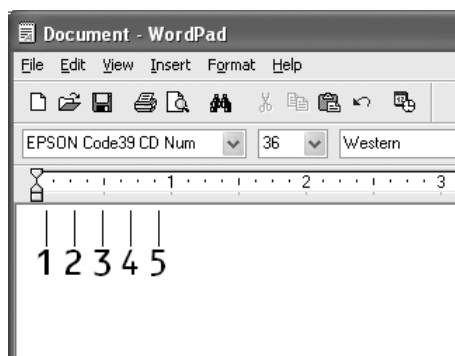 Document - WordPad
File Edit View Insert Format Help
EPSON Code39 CD Num 36 Western
1 2 3
1 2 3 4 5